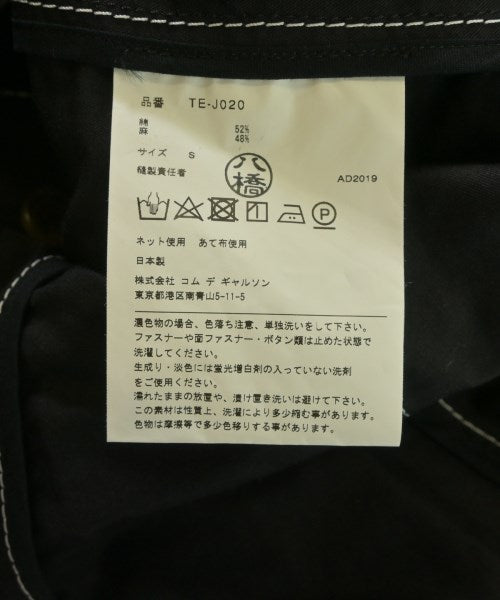 品番 TE-J020
綿 52%
麻 48%
サイズ S
縫製責任者 八橋
AD2019
P
ネット使用 あて布使用
日本製
株式会社 コム デ ギャルソン
東京都港区南青山5-11-5
濃色物の場合、色落ち注意、単独洗いをして下さい。
ファスナーや面ファスナー・ボタン類は止めた状態で
洗濯してください。
生成り・淡色には蛍光増白剤の入っていない洗剤
をご使用ください。
濡れたままの放置や、漬け置き洗いは避けて下さい。
この素材は性質上、洗濯により多少縮む事があります。
色物は摩擦等で多少色移りする事があります。